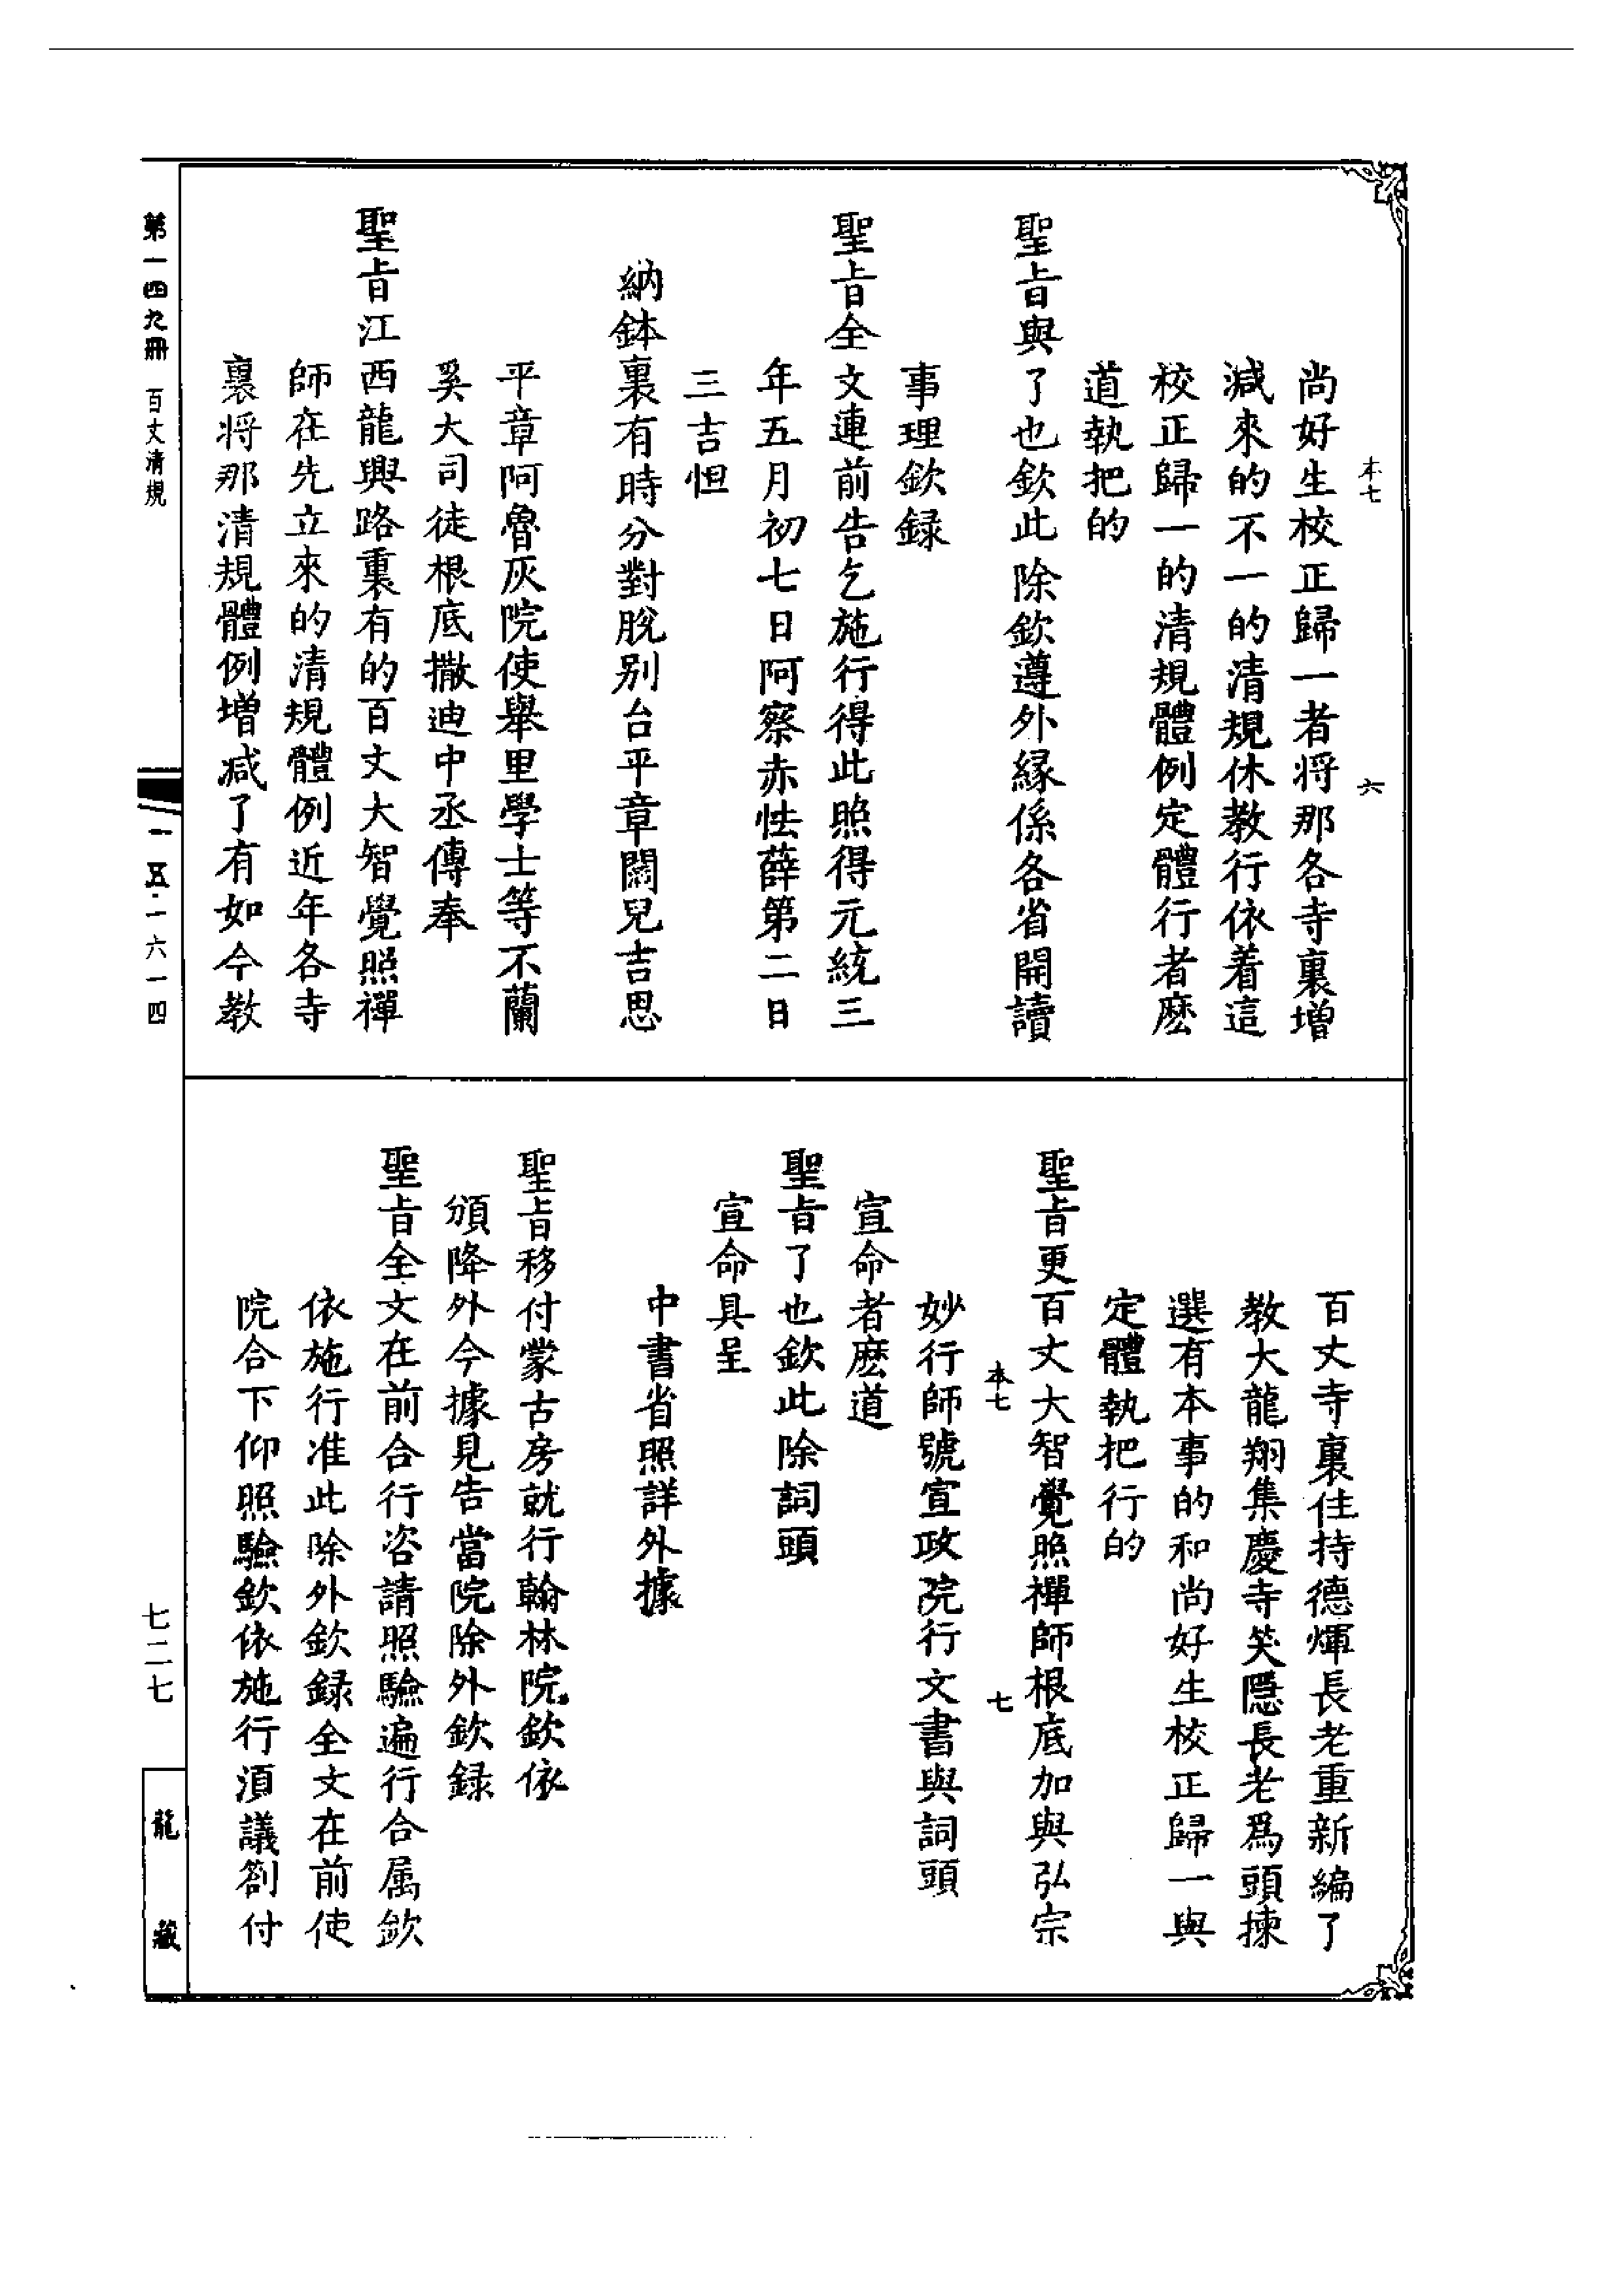 本七
六
尚好生校正歸一者將那各寺裏增
減來的不一的清規休教行依着這
校正歸一的清規體例定體行者麽
道執把的
聖旨與了也欽此除欽遵外緣係各省開讀
事理欽録
聖旨全文連前告乞施行得此照得元統三
年五月初七日阿察赤怯薛第二日
三吉怛
納鉢裏有時分對脫别台平章闊兒吉思
平章阿魯灰院使舉里學士等不蘭
奚大司徒根底撒迪中丞傳奉
聖旨江西龍興路裏有的百丈大智覺照禪
師在先立來的清規體例近年各寺
裏將那清規體例增減了有如今教
百丈寺裏住持德煇長老重新編了
教大龍翔集慶寺笑隱長老爲頭揀
選有本事的和尚好生校正歸一與
定體執把行的
聖旨更百丈大智覺照禪師根底加與弘宗
本七
七
妙行師號宣政院行文書與詞頭
宣命者麽道
聖旨了也欽此除詞頭
宣命具呈
中書省照詳外據
聖旨移付蒙古房就行翰林院欽依
頒降外今據見告當院除外欽録
聖旨全文在前合行咨請照驗遍行合属欽
依施行准此除外欽録全文在前使
院合下仰照驗欽依施行湏議劄付
第一四九冊 百丈清規
一五·一六一四
七二七
龍藏